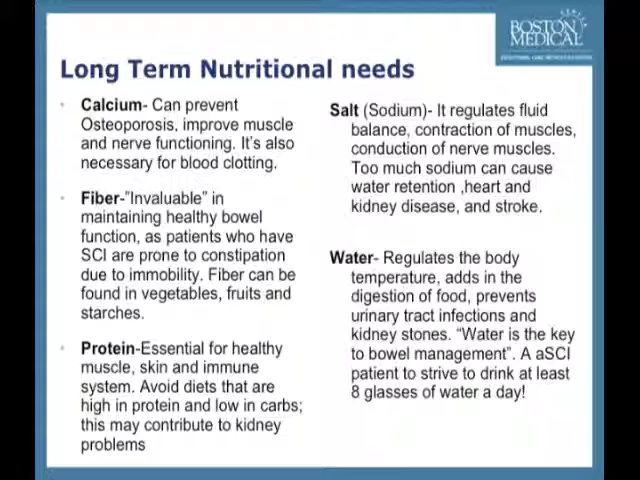 BOSTON
MEDICAL
CENTER
Long Term Nutritional needs
Calcium- Can prevent
Osteoporosis, improve muscle
and nerve functioning. It's also
necessary for blood clotting.
Fiber-"Invaluable" in
maintaining healthy bowel
function, as patients who have
SCI are prone to constipation
due to immobility. Fiber can be
found in vegetables, fruits and
starches.
Protein-Essential for healthy
muscle, skin and immune
system. Avoid diets that are
high in protein and low in carbs;
this may contribute to kidney
problems
Salt (Sodium)- It regulates fluid
balance, contraction of muscles,
conduction of nerve muscles.
Too much sodium can cause
water retention ,heart and
kidney disease, and stroke.
Water- Regulates the body
temperature, adds in the
digestion of food, prevents
urinary tract infections and
kidney stones. "Water is the key
to bowel management". A aSCI
patient to strive to drink at least
8 glasses of water a day!